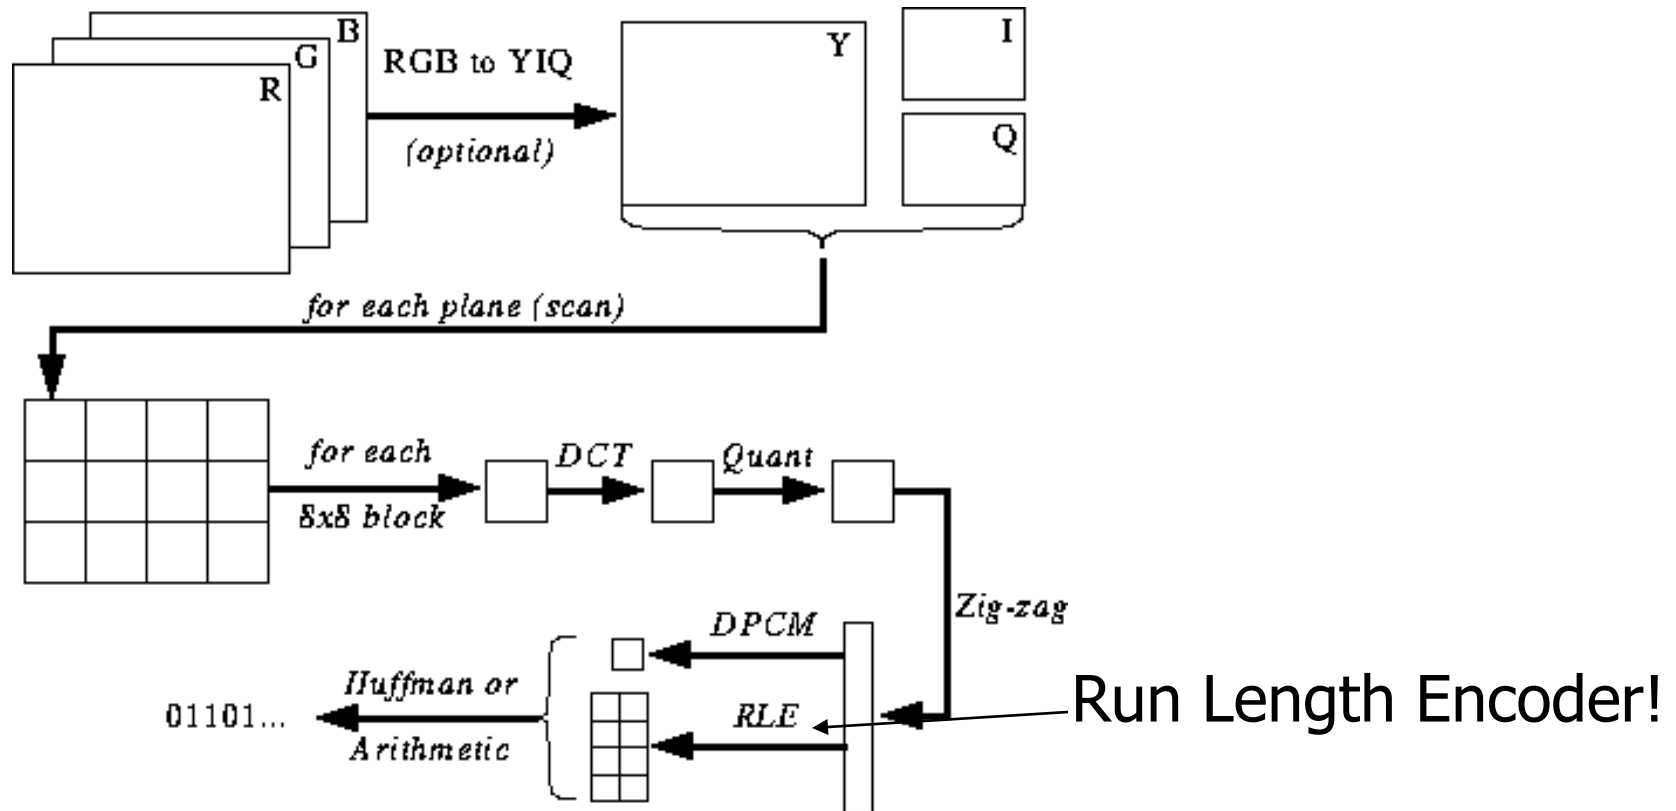 B
G
R
RGB to YIQ
(optional)
Y
I
Q
for each plane (scan)
for each
8x8 block
DCT
Quant
Zig-zag
DPCM
RLE
Run Length Encoder!
Huffman or
Arithmetic
01101...